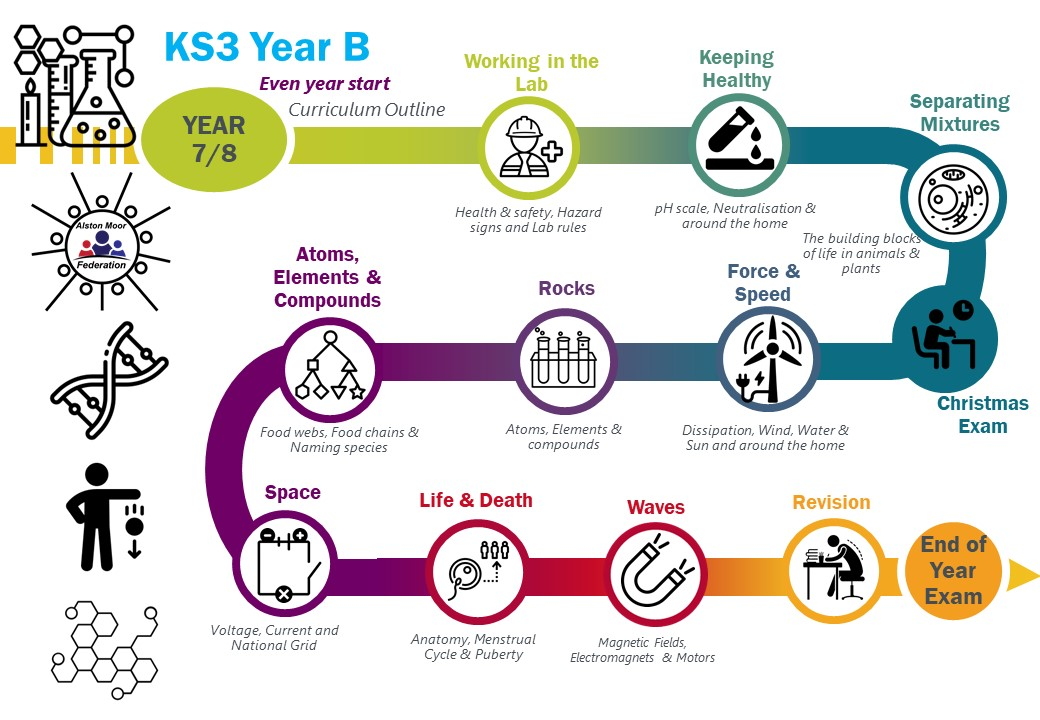 KS3 Year B
Even year start
Curriculum Outline
YEAR
7/8
Working in the
Lab
Health & safety, Hazard
signs and Lab rules
Keeping
Healthy
pH scale, Neutralisation &
around the home
Separating
Mixtures
The building blocks
of life in animals &
plants
Alston Moor
Federation
Christmas
Exam
Force &
Speed
Dissipation, Wind, Water &
Sun and around the home
Rocks
Atoms, Elements &
compounds
Atoms,
Elements &
Compounds
Food webs, Food chains &
Naming species
Space
Voltage, Current and
National Grid
Life & Death
Anatomy, Menstrual
Cycle & Puberty
Waves
Magnetic Fields,
Electromagnets & Motors
Revision
End of
Year
Exam